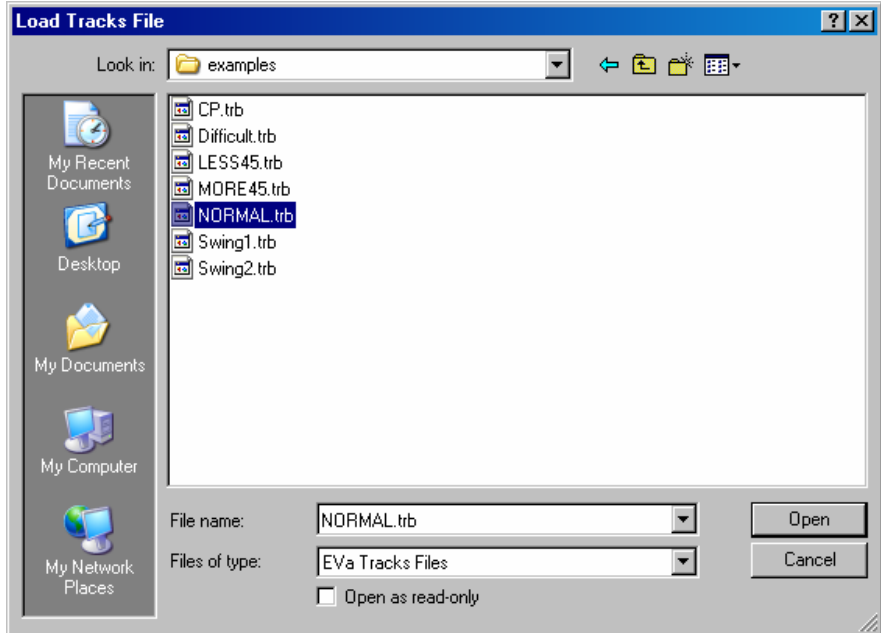 Load Tracks File
Look in: examples
My Recent
Documents
Desktop
My Documents
My Computer
My Network
Places
CP.trb
Difficult.trb
LESS45.trb
MORE45.trb
NORMAL.trb
Swing1.trb
Swing2.trb
File name: NORMAL.trb Open
Files of type: EVa Tracks Files Cancel
Open as read-only